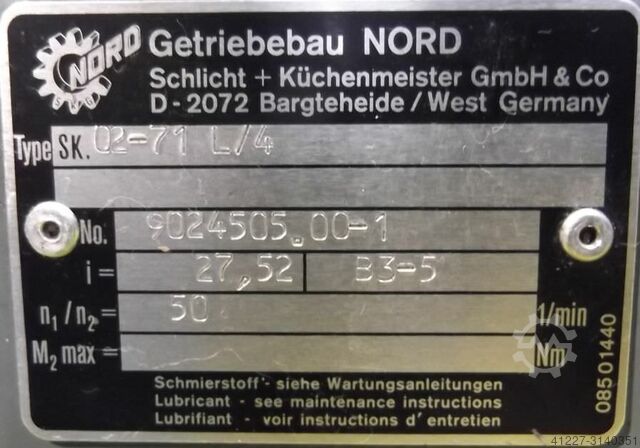 NORD
Getriebebau NORD
Schlicht + Küchenmeister GmbH & Co
D-2072 Bargteheide / West Germany
Type SK. 02-71 L/4
No. 9024505.00-1
i = 27,52 B3-5
n₁/n₂ = 50 1/min
M₂ max = Nm
Schmierstoff - siehe Wartungsanleitungen
Lubricant - see maintenance instructions
Lubrifiant - voir instructions d'entretien
08501440
41227-3140351